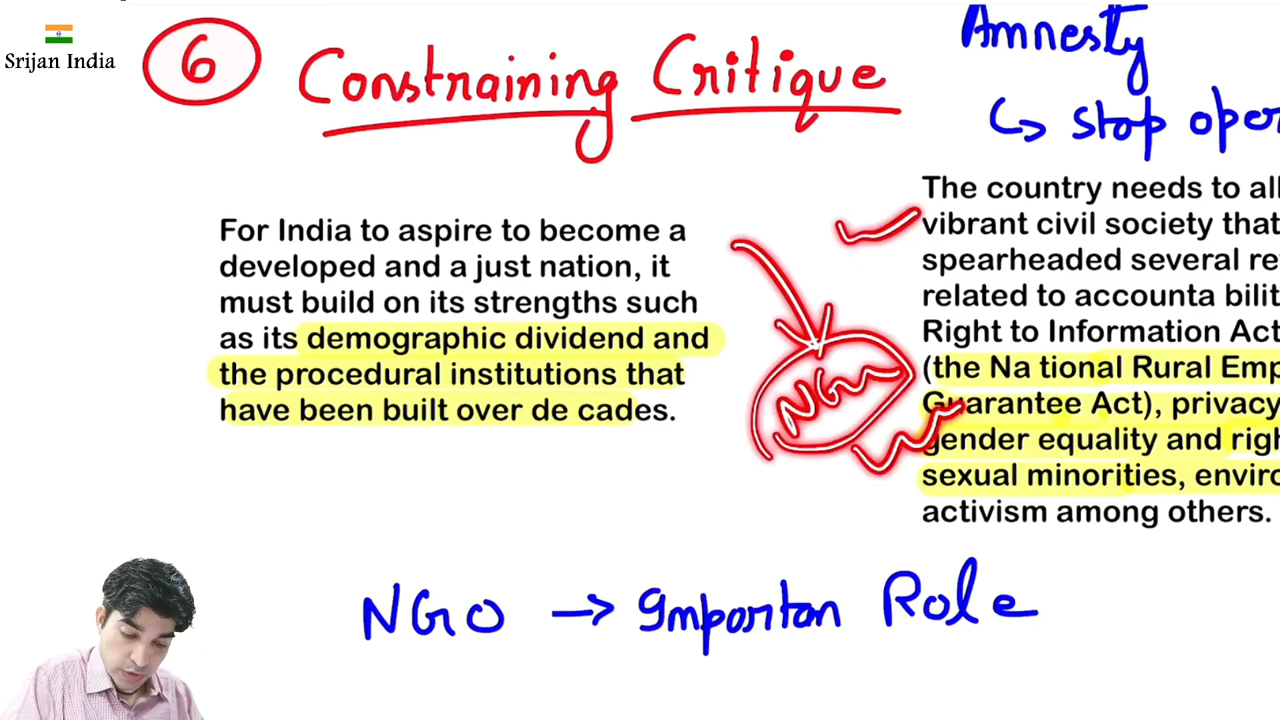 Srijan India
6 Constraining Critique
Amnesty
↳ stop oper
For India to aspire to become a
developed and a just nation, it
must build on its strengths such
as its demographic dividend and
the procedural institutions that
have been built over de cades.
NGO
The country needs to al
vibrant civil society that
spearheaded several re
related to accounta bilit
Right to Information Act
(the Na tional Rural Emp
Guarantee Act), privacy
gender equality and righ
sexual minorities, enviro
activism among others.
NGO → Importan Role